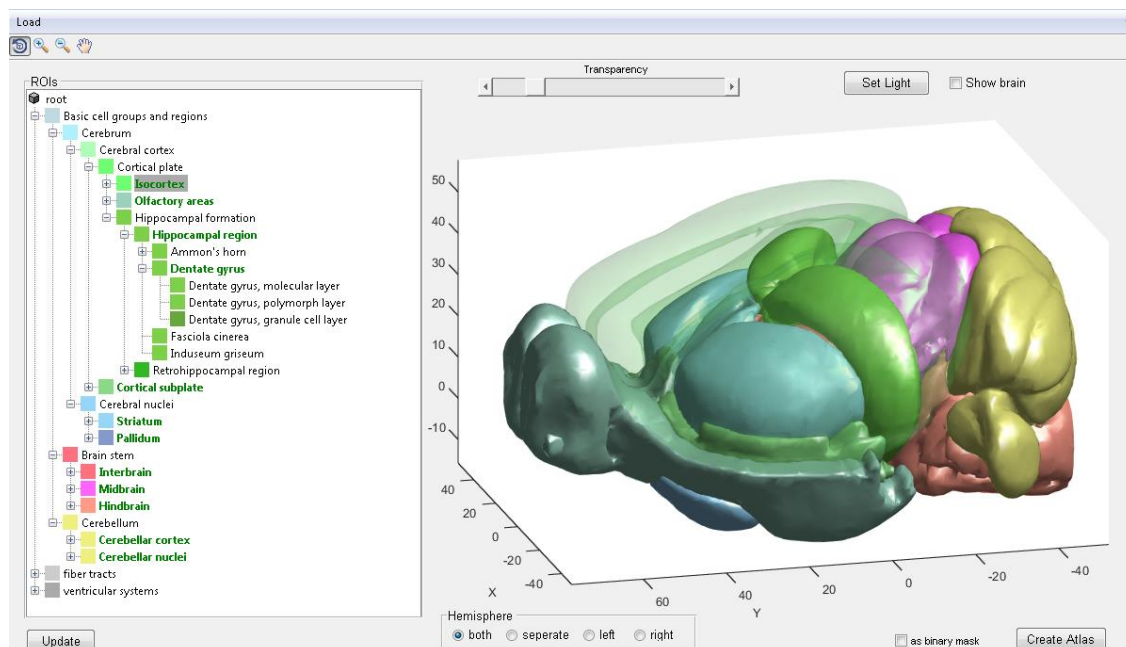 Load
Transparency
Set Light
Show brain
ROIs
root
Basic cell groups and regions
Cerebrum
Cerebral cortex
Cortical plate
Isocortex
Olfactory areas
Hippocampal formation
Hippocampal region
Ammon's horn
Dentate gyrus
Dentate gyrus, molecular layer
Dentate gyrus, polymorph layer
Dentate gyrus, granule cell layer
Fasciola cinerea
Induseum griseum
Retrohippocampal region
Cortical subplate
Cerebral nuclei
Striatum
Pallidum
Brain stem
Interbrain
Midbrain
Hindbrain
Cerebellum
Cerebellar cortex
Cerebellar nuclei
fiber tracts
ventricular systems
Update
50
40
30
20
10
0
-10
40
20
0
-20
-40
X
60
40
20
0
-20
-40
Y
Hemisphere
both seperate left right
as binary mask
Create Atlas